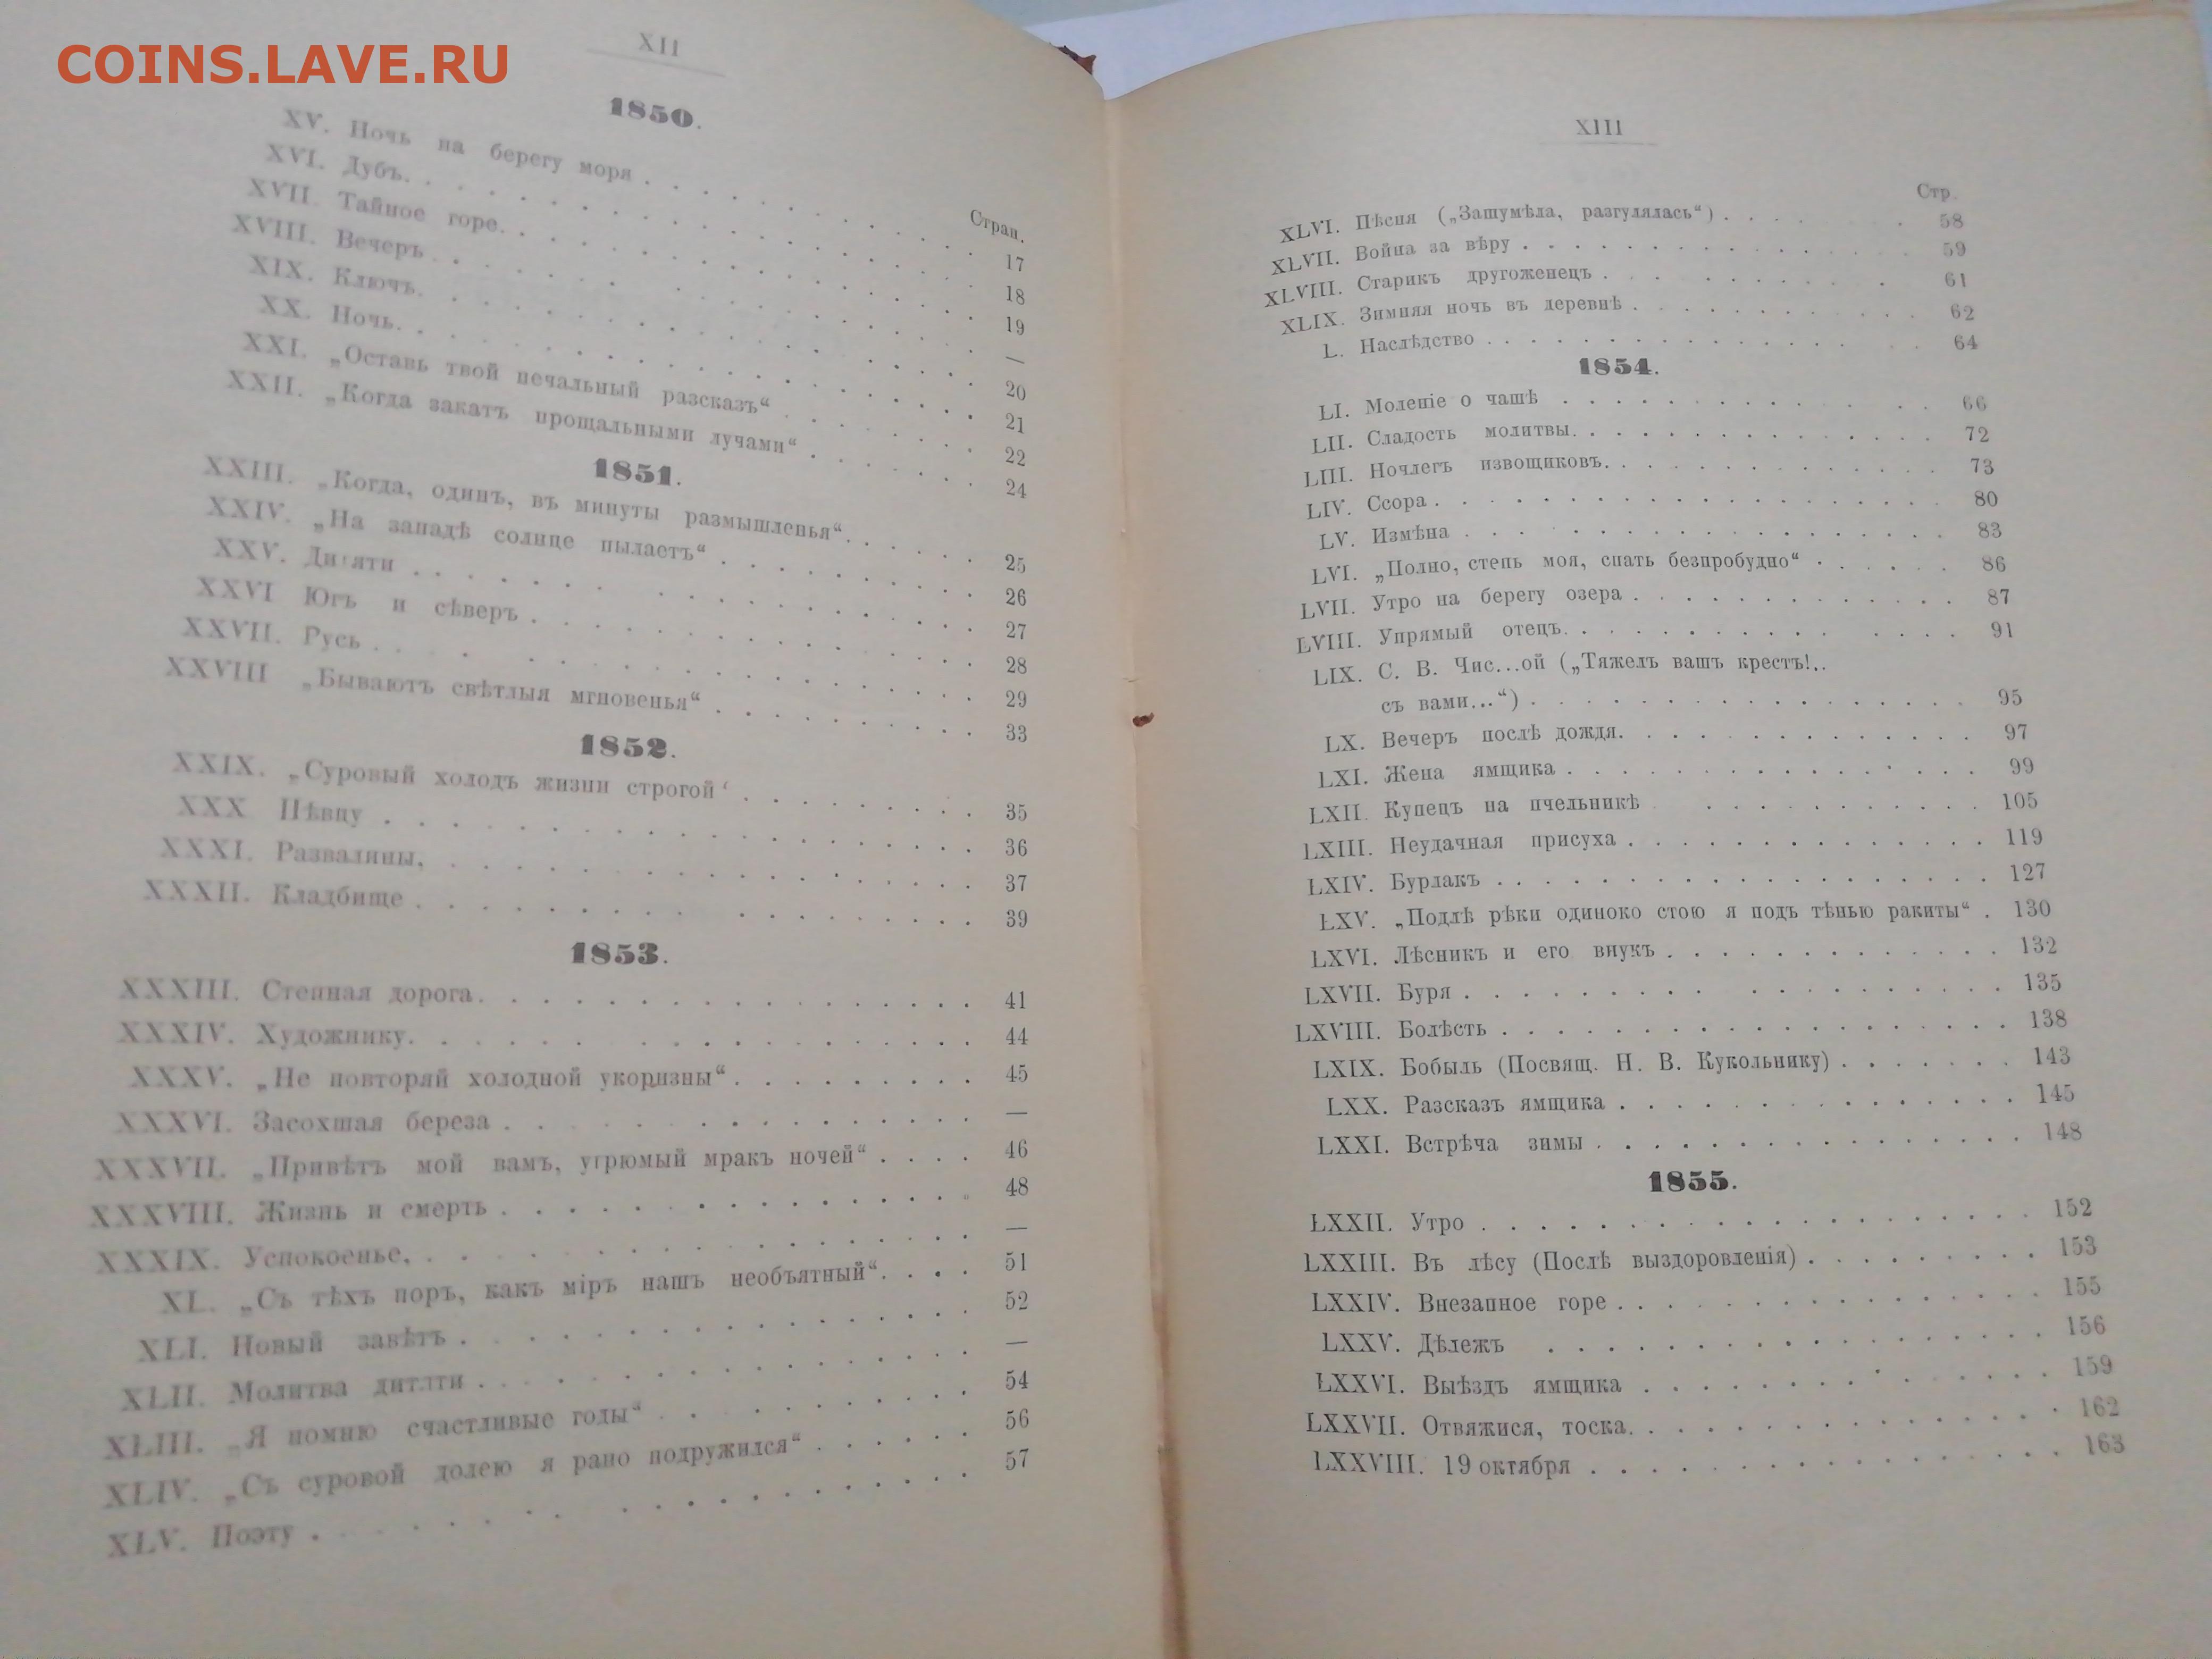 COINS.LAVE.RU
XII
1850.
Стран.
XV. Ночь на берегу моря . . . . . . . . . . 17
XVI. Дубъ. . . . . . . . . . 18
XVII. Тайное горе. . . . . . . . . . 19
XVIII. Вечеръ . . . . . . . . . . —
XIX. Ключъ. . . . . . . . . . 20
XX. Ночь. . . . . . . . . . 21
XXI. „Оставь твой печальный разсказъ“ . . . . . . 22
XXII. „Когда закатъ прощальными лучами“ . . . . . . 24
1851.
XXIII. „Когда, одинъ, въ минуты размышленья“. . . . . 25
XXIV. „На западѣ солнце пылаетъ“ . . . . . . . . 26
XXV. Дитяти . . . . . . . . . . 27
XXVI Югъ и сѣверъ . . . . . . . . . . 28
XXVII. Русь . . . . . . . . . . 29
XXVIII „Бываютъ свѣтлыя мгновенья“ . . . . . . . . 33
1852.
XXIX. „Суровый холодъ жизни строгой‘ . . . . . . . . 35
XXX Пѣвцу . . . . . . . . . . 36
XXXI. Развалины, . . . . . . . . . . 37
XXXII. Кладбище . . . . . . . . . . 39
1853.
XXXIII. Степная дорога. . . . . . . . . . 41
XXXIV. Художнику. . . . . . . . . . 44
XXXV. „Не повторяй холодной укоризны“. . . . . . . . 45
XXXVI. Засохшая береза . . . . . . . . . . —
XXXVII. „Привѣтъ мой вамъ, угрюмый мракъ ночей“ . . . . 46
XXXVIII. Жизнь и смерть . . . . . . . . . . 48
XXXIX. Успокоенье, . . . . . . . . . . —
XL. „Съ тѣхъ поръ, какъ міръ нашъ необъятный“. . . . 51
XLI. Новый завѣтъ . . . . . . . . . . 52
XLII. Молитва дитяти . . . . . . . . . . —
XLIII. „Я помню счастливые годы“ . . . . . . . . 54
XLIV. „Съ суровой долею я рано подружился“ . . . . . . 56
XLV. Поэту . . . . . . . . . . 57
XIII
Стр.
XLVI. Пѣсня („Зашумѣла, разгулялась“) . . . . . 58
XLVII. Война за вѣру . . . . . . . . . . 59
XLVIII. Старикъ другоженецъ . . . . . . . . 61
XLIX. Зимняя ночь въ деревнѣ . . . . . . . . 62
L. Наслѣдство . . . . . . . . . . 64
1854.
LI. Моленіе о чашѣ . . . . . . . . . . 66
LII. Сладость молитвы. . . . . . . . . . 72
LIII. Ночлегъ извощиковъ. . . . . . . . . . 73
LIV. Ссора . . . . . . . . . . 80
LV. Измѣна . . . . . . . . . . 83
LVI. „Полно, степь моя, спать безпробудно“ . . . . . . 86
LVII. Утро на берегу озера . . . . . . . . . . 87
LVIII. Упрямый отецъ. . . . . . . . . . 91
LIX. С. В. Чис...ой („Тяжелъ вашъ крестъ!..
съ вами...“) . . . . . . . . . . 95
LX. Вечеръ послѣ дождя. . . . . . . . . . 97
LXI. Жена ямщика . . . . . . . . . . 99
LXII. Купецъ на пчельникѣ . . . . . . . . 105
LXIII. Неудачная присуха . . . . . . . . . . 119
LXIV. Бурлакъ . . . . . . . . . . 127
LXV. „Подлѣ рѣки одиноко стою я подъ тѣнью ракиты“ . 130
LXVI. Лѣсникъ и его внукъ . . . . . . . . . . 132
LXVII. Буря . . . . . . . . . . 135
LXVIII. Болѣсть . . . . . . . . . . 138
LXIX. Бобыль (Посвящ. Н. В. Кукольнику) . . . . . . 143
LXX. Разсказъ ямщика . . . . . . . . . . 145
LXXI. Встрѣча зимы . . . . . . . . . . 148
1855.
LXXII. Утро . . . . . . . . . . 152
LXXIII. Въ лѣсу (Послѣ выздоровленія) . . . . . . . 153
LXXIV. Внезапное горе . . . . . . . . . . 155
LXXV. Дѣлежъ . . . . . . . . . . 156
LXXVI. Выѣздъ ямщика . . . . . . . . . . 159
LXXVII. Отвяжися, тоска. . . . . . . . . . 162
LXXVIII. 19 октября . . . . . . . . . . 163